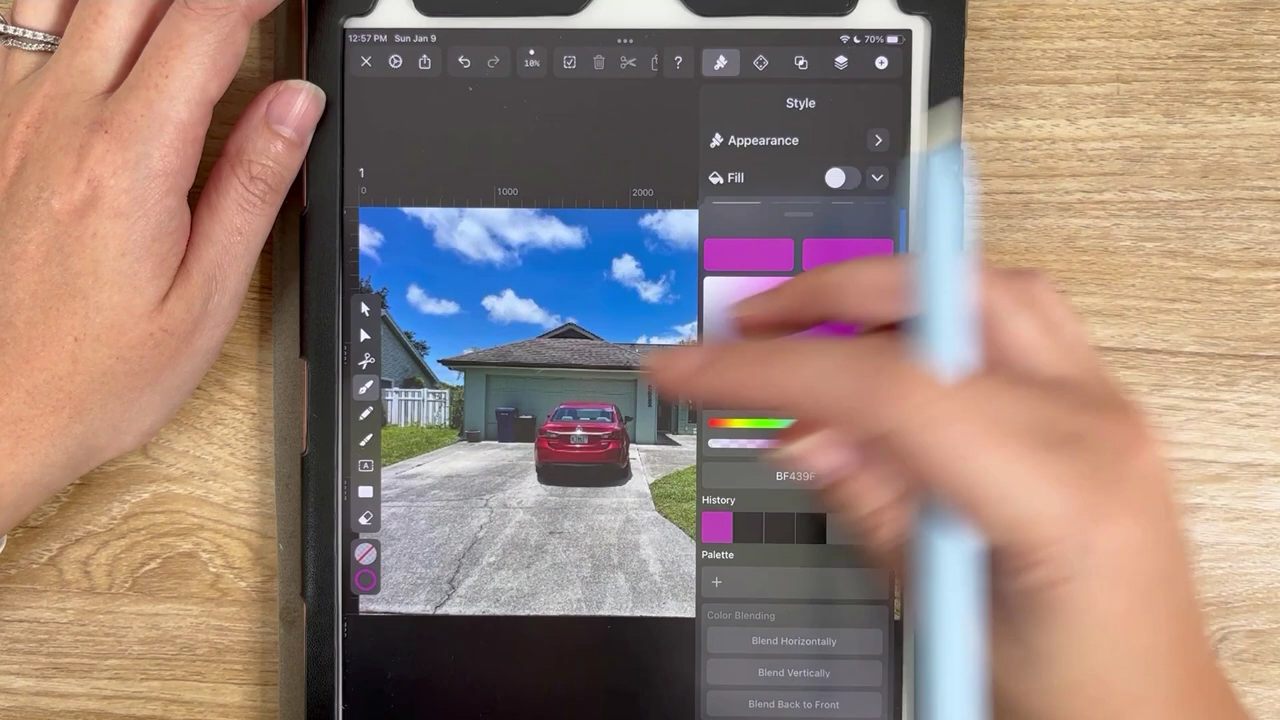 12:57 PM Sun Jan 9
70%
10%
?
Style
Appearance
Fill
1
0
1000
2000
A
BF439F
History
Palette
+
Color Blending
Blend Horizontally
Blend Vertically
Blend Back to Front